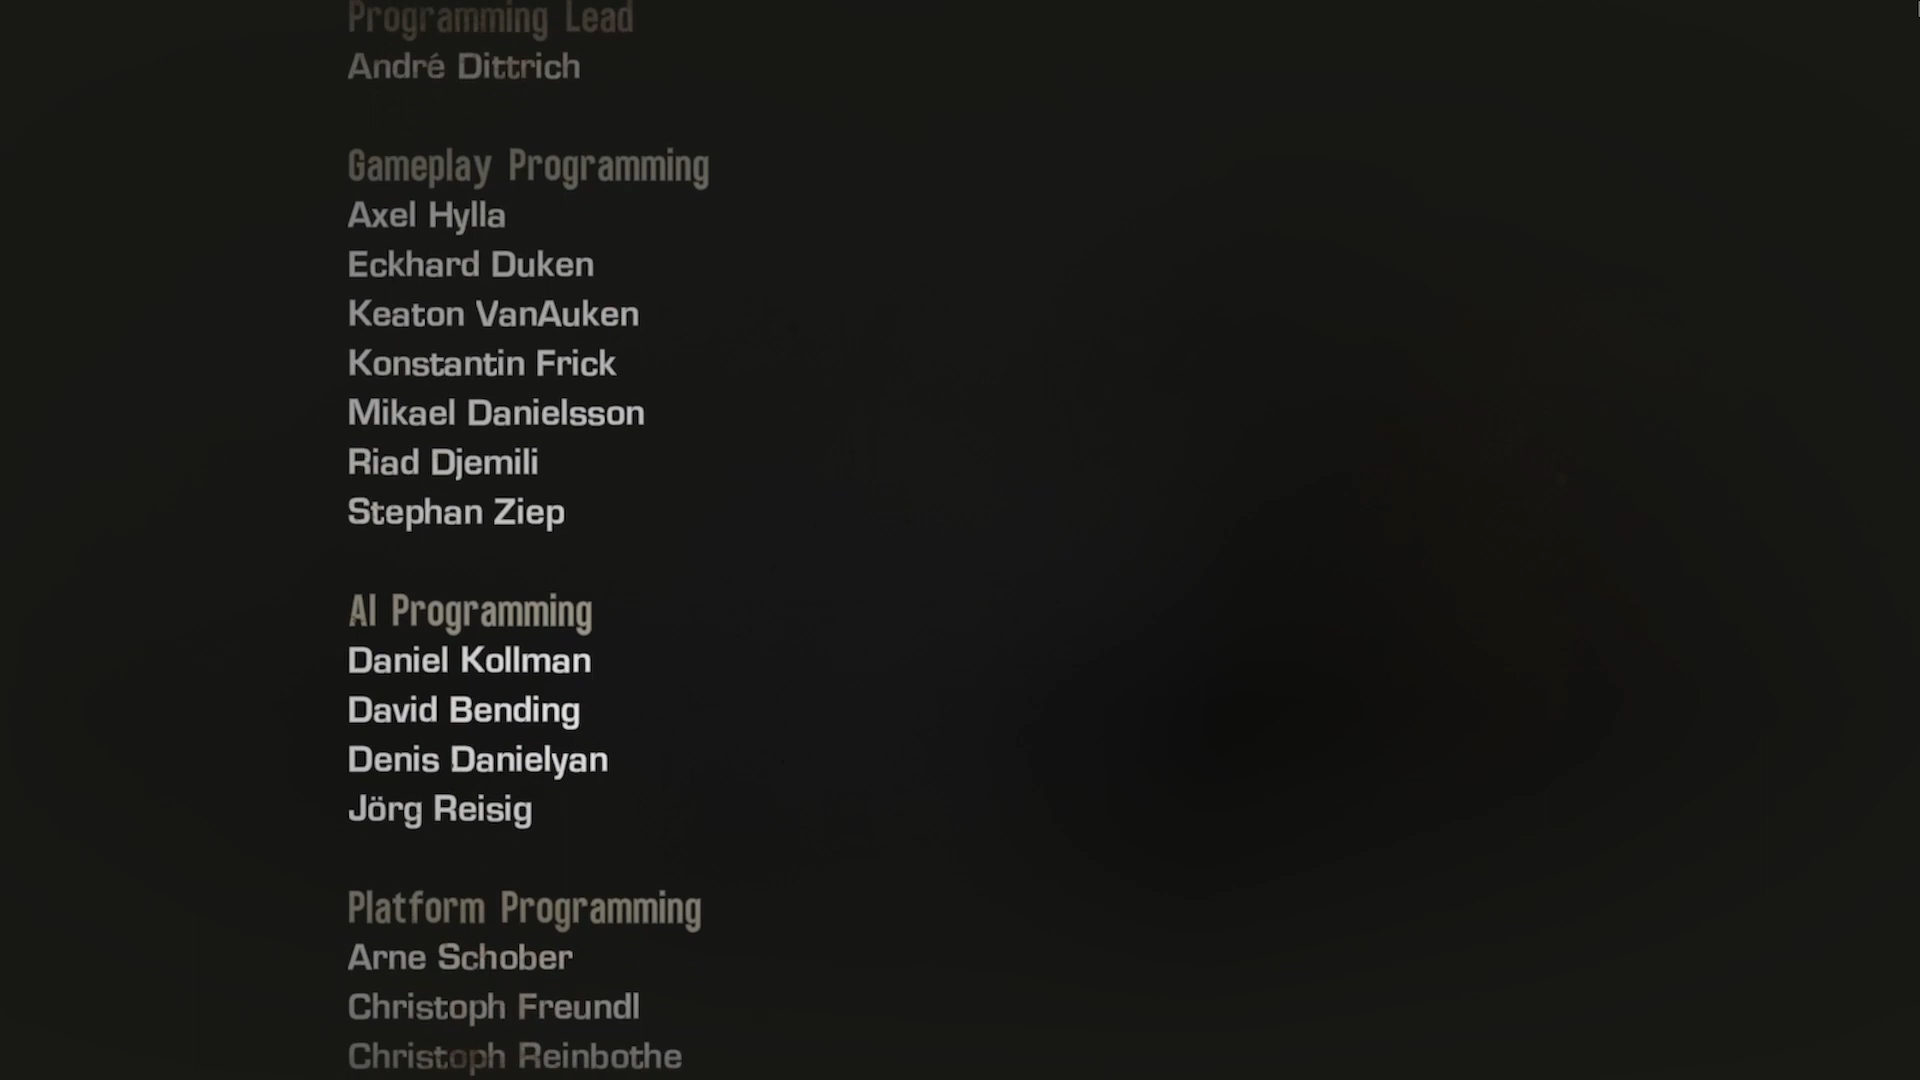 Programming Lead
André Dittrich
Gameplay Programming
Axel Hylla
Eckhard Duken
Keaton VanAuken
Konstantin Frick
Mikael Danielsson
Riad Djemili
Stephan Ziep
AI Programming
Daniel Kollman
David Bending
Denis Danielyan
Jörg Reisig
Platform Programming
Arne Schober
Christoph Freundl
Christoph Reinbothe